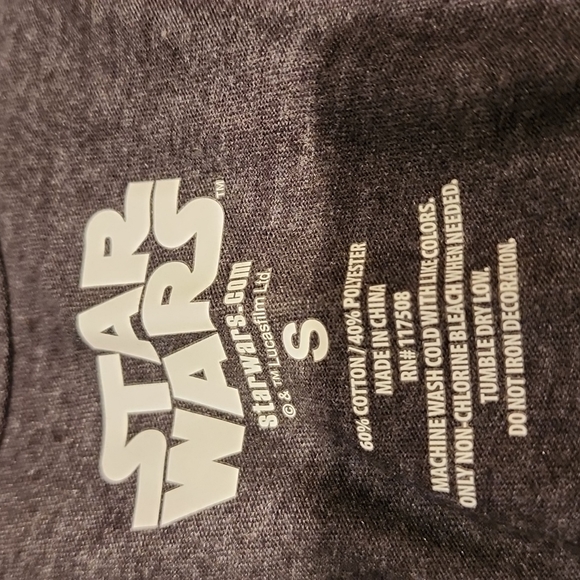 STAR
WARS™
starwars.com
© & ™ Lucasfilm Ltd
S
60% COTTON / 40% POLYESTER
MADE IN CHINA
RN# 117508
MACHINE WASH COLD WITH LIKE COLORS.
ONLY NON-CHLORINE BLEACH WHEN NEEDED.
TUMBLE DRY LOW.
DO NOT IRON DECORATION.